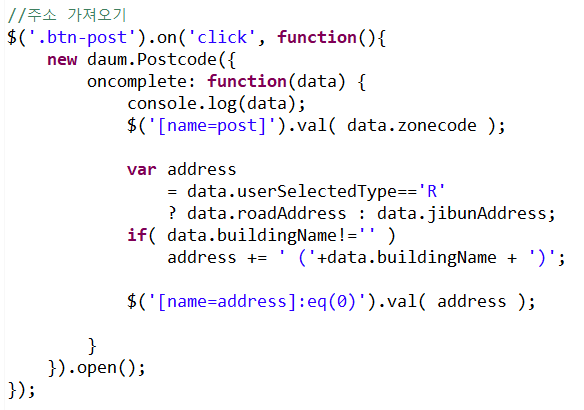 //주소 가져오기
$('.btn-post').on('click', function(){
    new daum.Postcode({
        oncomplete: function(data) {
            console.log(data);
            $('[name=post]').val( data.zonecode );

            var address
                = data.userSelectedType=='R'
                ? data.roadAddress : data.jibunAddress;
            if( data.buildingName!='' )
                address += ' ('+data.buildingName + ')';

            $('[name=address]:eq(0)').val( address );

        }
    }).open();
});